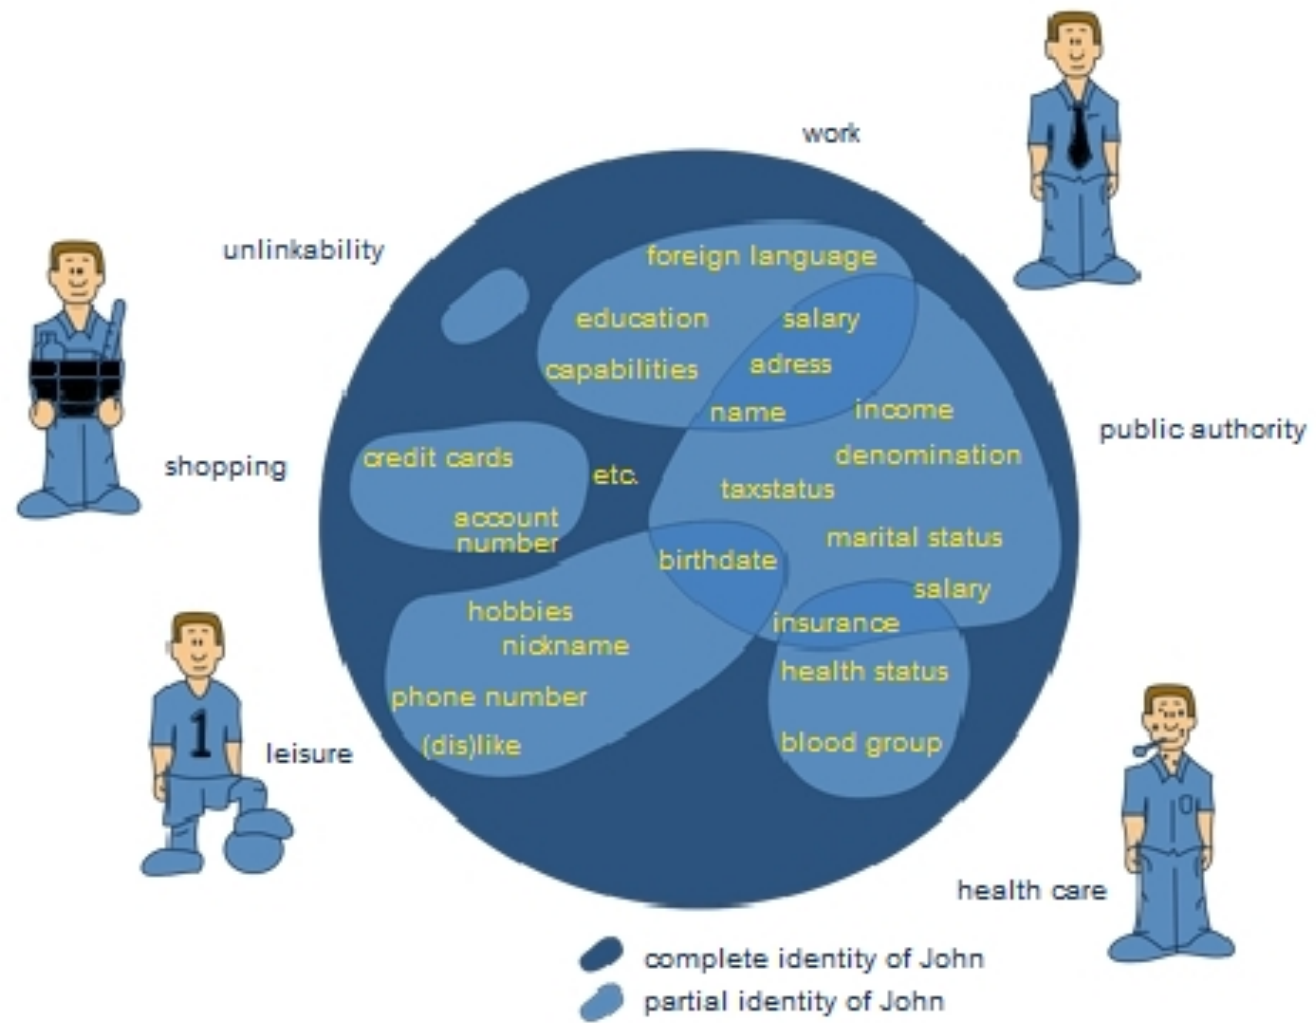 work
unlinkability
foreign language
education
salary
capabilities
adress
name
income
public authority
denomination
credit cards
shopping
etc.
taxstatus
account
number
marital status
birthdate
salary
hobbies
insurance
nickname
health status
phone number
(dis)like
blood group
leisure
1
health care
complete identity of John
partial identity of John